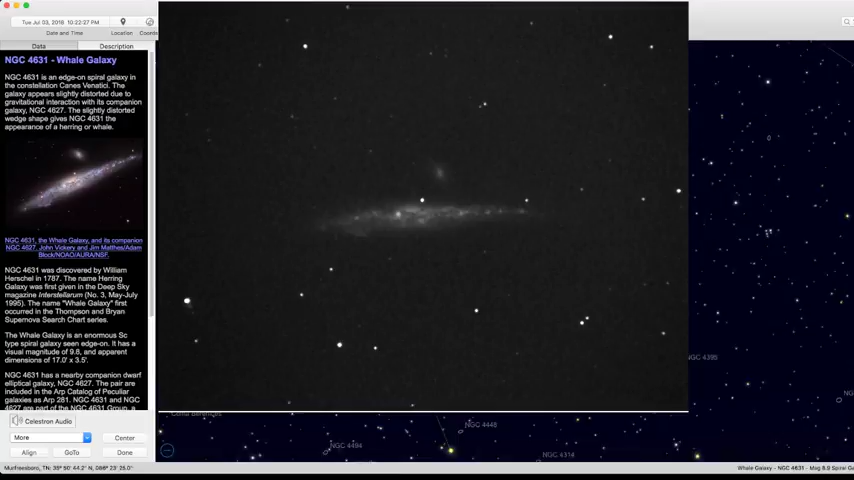 Tue Jul 03, 2018 10:22:27 PM
Date and Time
Location
Data
Description
NGC 4631 - Whale Galaxy
NGC 4631 is an edge-on spiral galaxy in
the constellation Canes Venatici. The
galaxy appears slightly distorted due to
gravitational interaction with its companion
galaxy, NGC 4627. The slightly distorted
wedge shape gives NGC 4631 the
appearance of a herring or whale.
NGC 4631, the Whale Galaxy, and its companion
NGC 4627. John Vickery and Jim Matthes/Adam
Block/NOAO/AURA/NSF.
NGC 4631 was discovered by William
Herschel in 1787. The name Herring
Galaxy was first given in the Deep Sky
magazine Interstellarum (No. 3, May-July
1995). The name "Whale Galaxy" first
occurred in the Thompson and Bryan
Supernova Search Chart series.
The Whale Galaxy is an enormous Sc
type spiral galaxy seen edge-on. It has a
visual magnitude of 9.8, and apparent
dimensions of 17.0' x 3.5'.
NGC 4631 has a nearby companion dwarf
elliptical galaxy, NGC 4627. The pair are
included in the Arp Catalog of Peculiar
galaxies as Arp 281. NGC 4631 and NGC
4627 are part of the NGC 4631 Group, a
Celestron Audio
More
Center
Align
GoTo
Done
NGC 4395
Coma Berenices
NGC 4448
NGC 4494
NGC 4314
Murfreesboro, TN: 35° 50' 44.2" N, 086° 23' 25.0"
Whale Galaxy - NGC 4631 - Mag 8.9 Spiral Ga